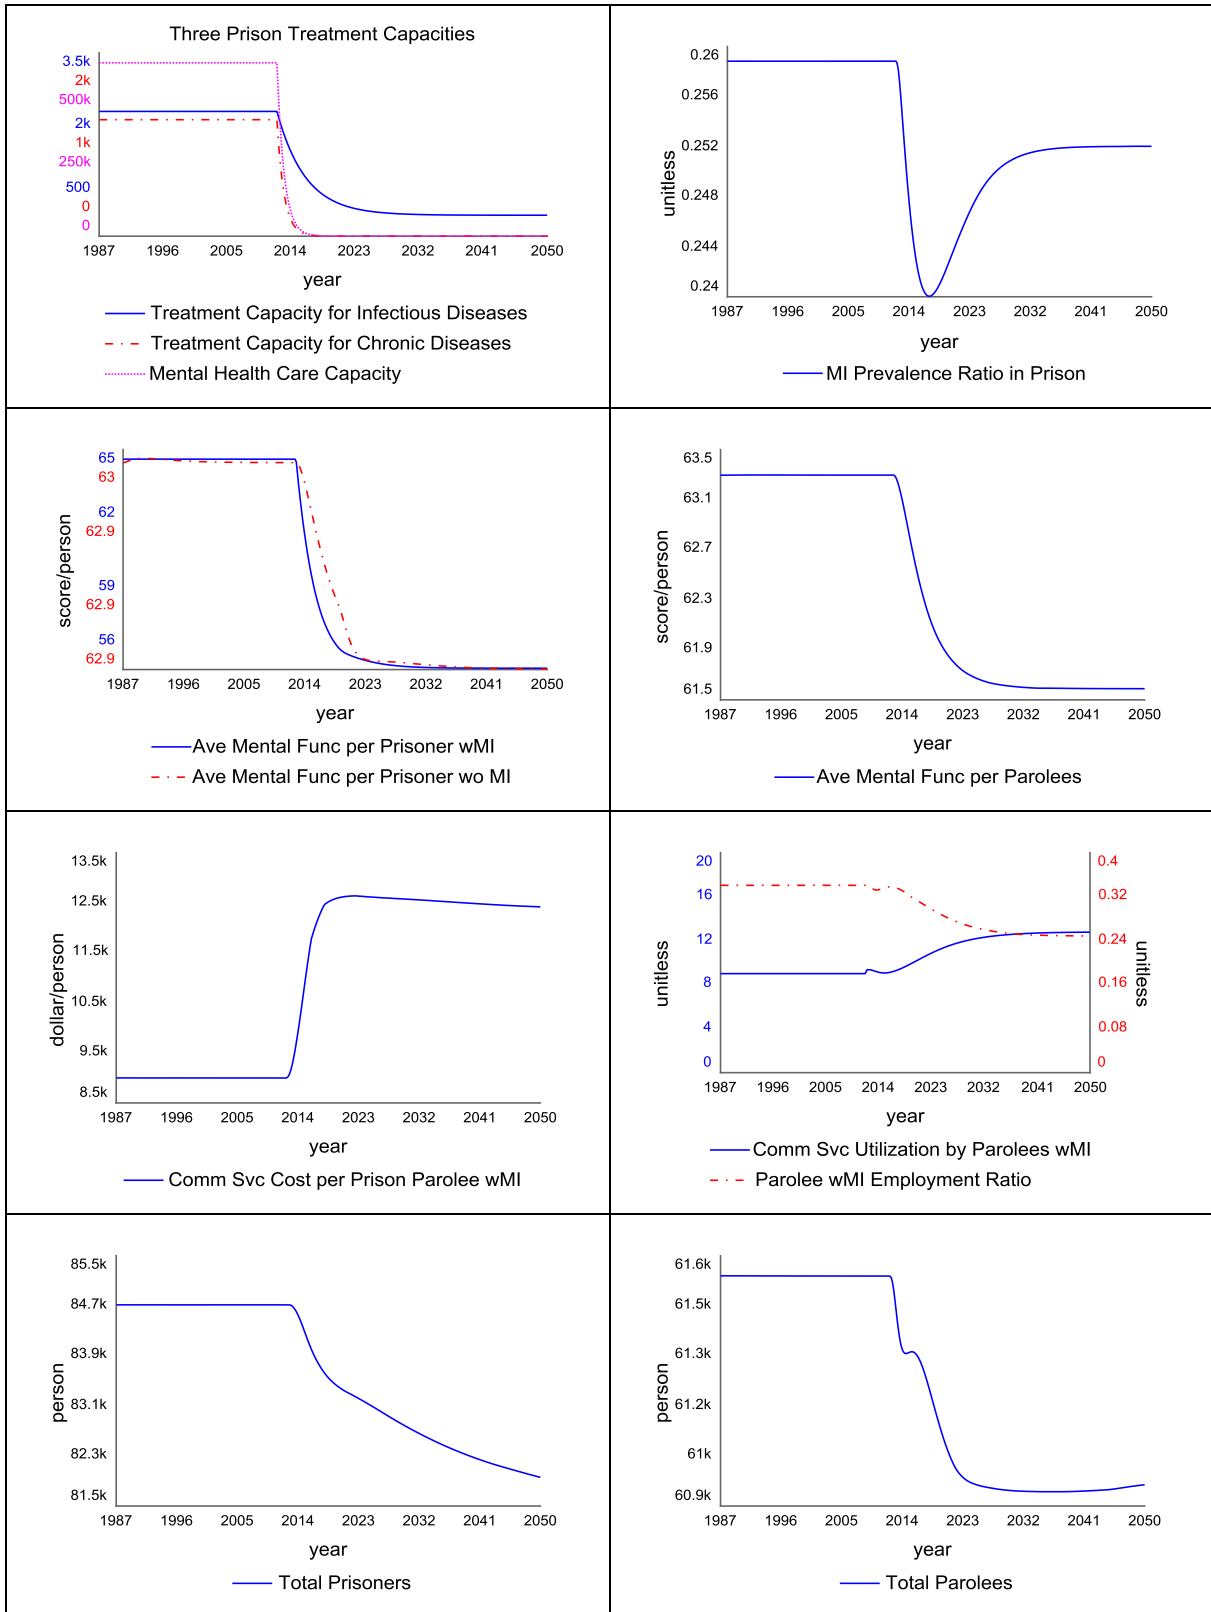 Three Prison Treatment Capacities
3.5k
2k
500k
2k
1k
250k
500
0
0
1987 1996 2005 2014 2023 2032 2041 2050
year
Treatment Capacity for Infectious Diseases
Treatment Capacity for Chronic Diseases
Mental Health Care Capacity
0.26
0.256
0.252
0.248
0.244
0.24
unitless
1987 1996 2005 2014 2023 2032 2041 2050
year
MI Prevalence Ratio in Prison
65
63
62
62.9
59
62.9
56
62.9
score/person
1987 1996 2005 2014 2023 2032 2041 2050
year
Ave Mental Func per Prisoner wMI
Ave Mental Func per Prisoner wo MI
63.5
63.1
62.7
62.3
61.9
61.5
score/person
1987 1996 2005 2014 2023 2032 2041 2050
year
Ave Mental Func per Parolees
13.5k
12.5k
11.5k
10.5k
9.5k
8.5k
dollar/person
1987 1996 2005 2014 2023 2032 2041 2050
year
Comm Svc Cost per Prison Parolee wMI
20
16
12
8
4
0
unitless
0.4
0.32
0.24
0.16
0.08
0
unitless
1987 1996 2005 2014 2023 2032 2041 2050
year
Comm Svc Utilization by Parolees wMI
Parolee wMI Employment Ratio
85.5k
84.7k
83.9k
83.1k
82.3k
81.5k
person
1987 1996 2005 2014 2023 2032 2041 2050
year
Total Prisoners
61.6k
61.5k
61.3k
61.2k
61k
60.9k
person
1987 1996 2005 2014 2023 2032 2041 2050
year
Total Parolees